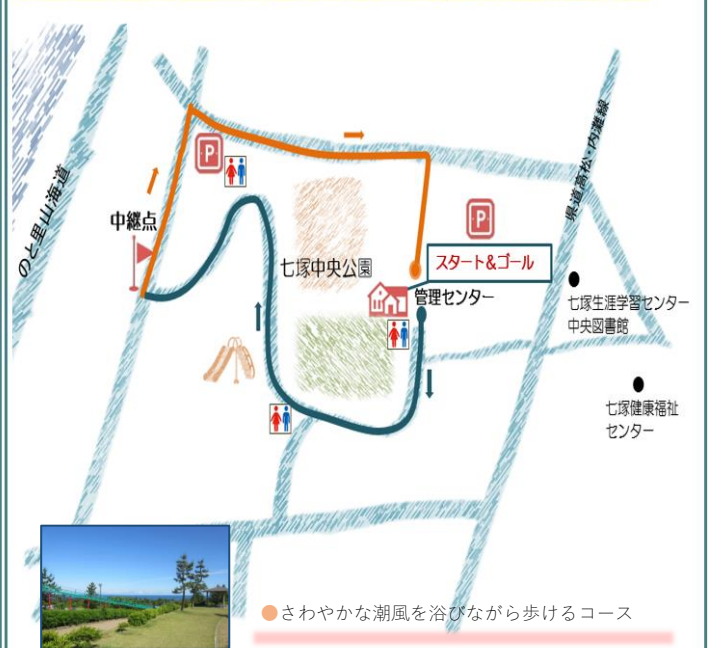 のと里山海道
中継点
P
七塚中央公園
P
スタート&ゴール
管理センター
県道高松・内灘線
七塚生涯学習センター
中央図書館
七塚健康福祉
センター
●さわやかな潮風を浴びながら歩けるコース